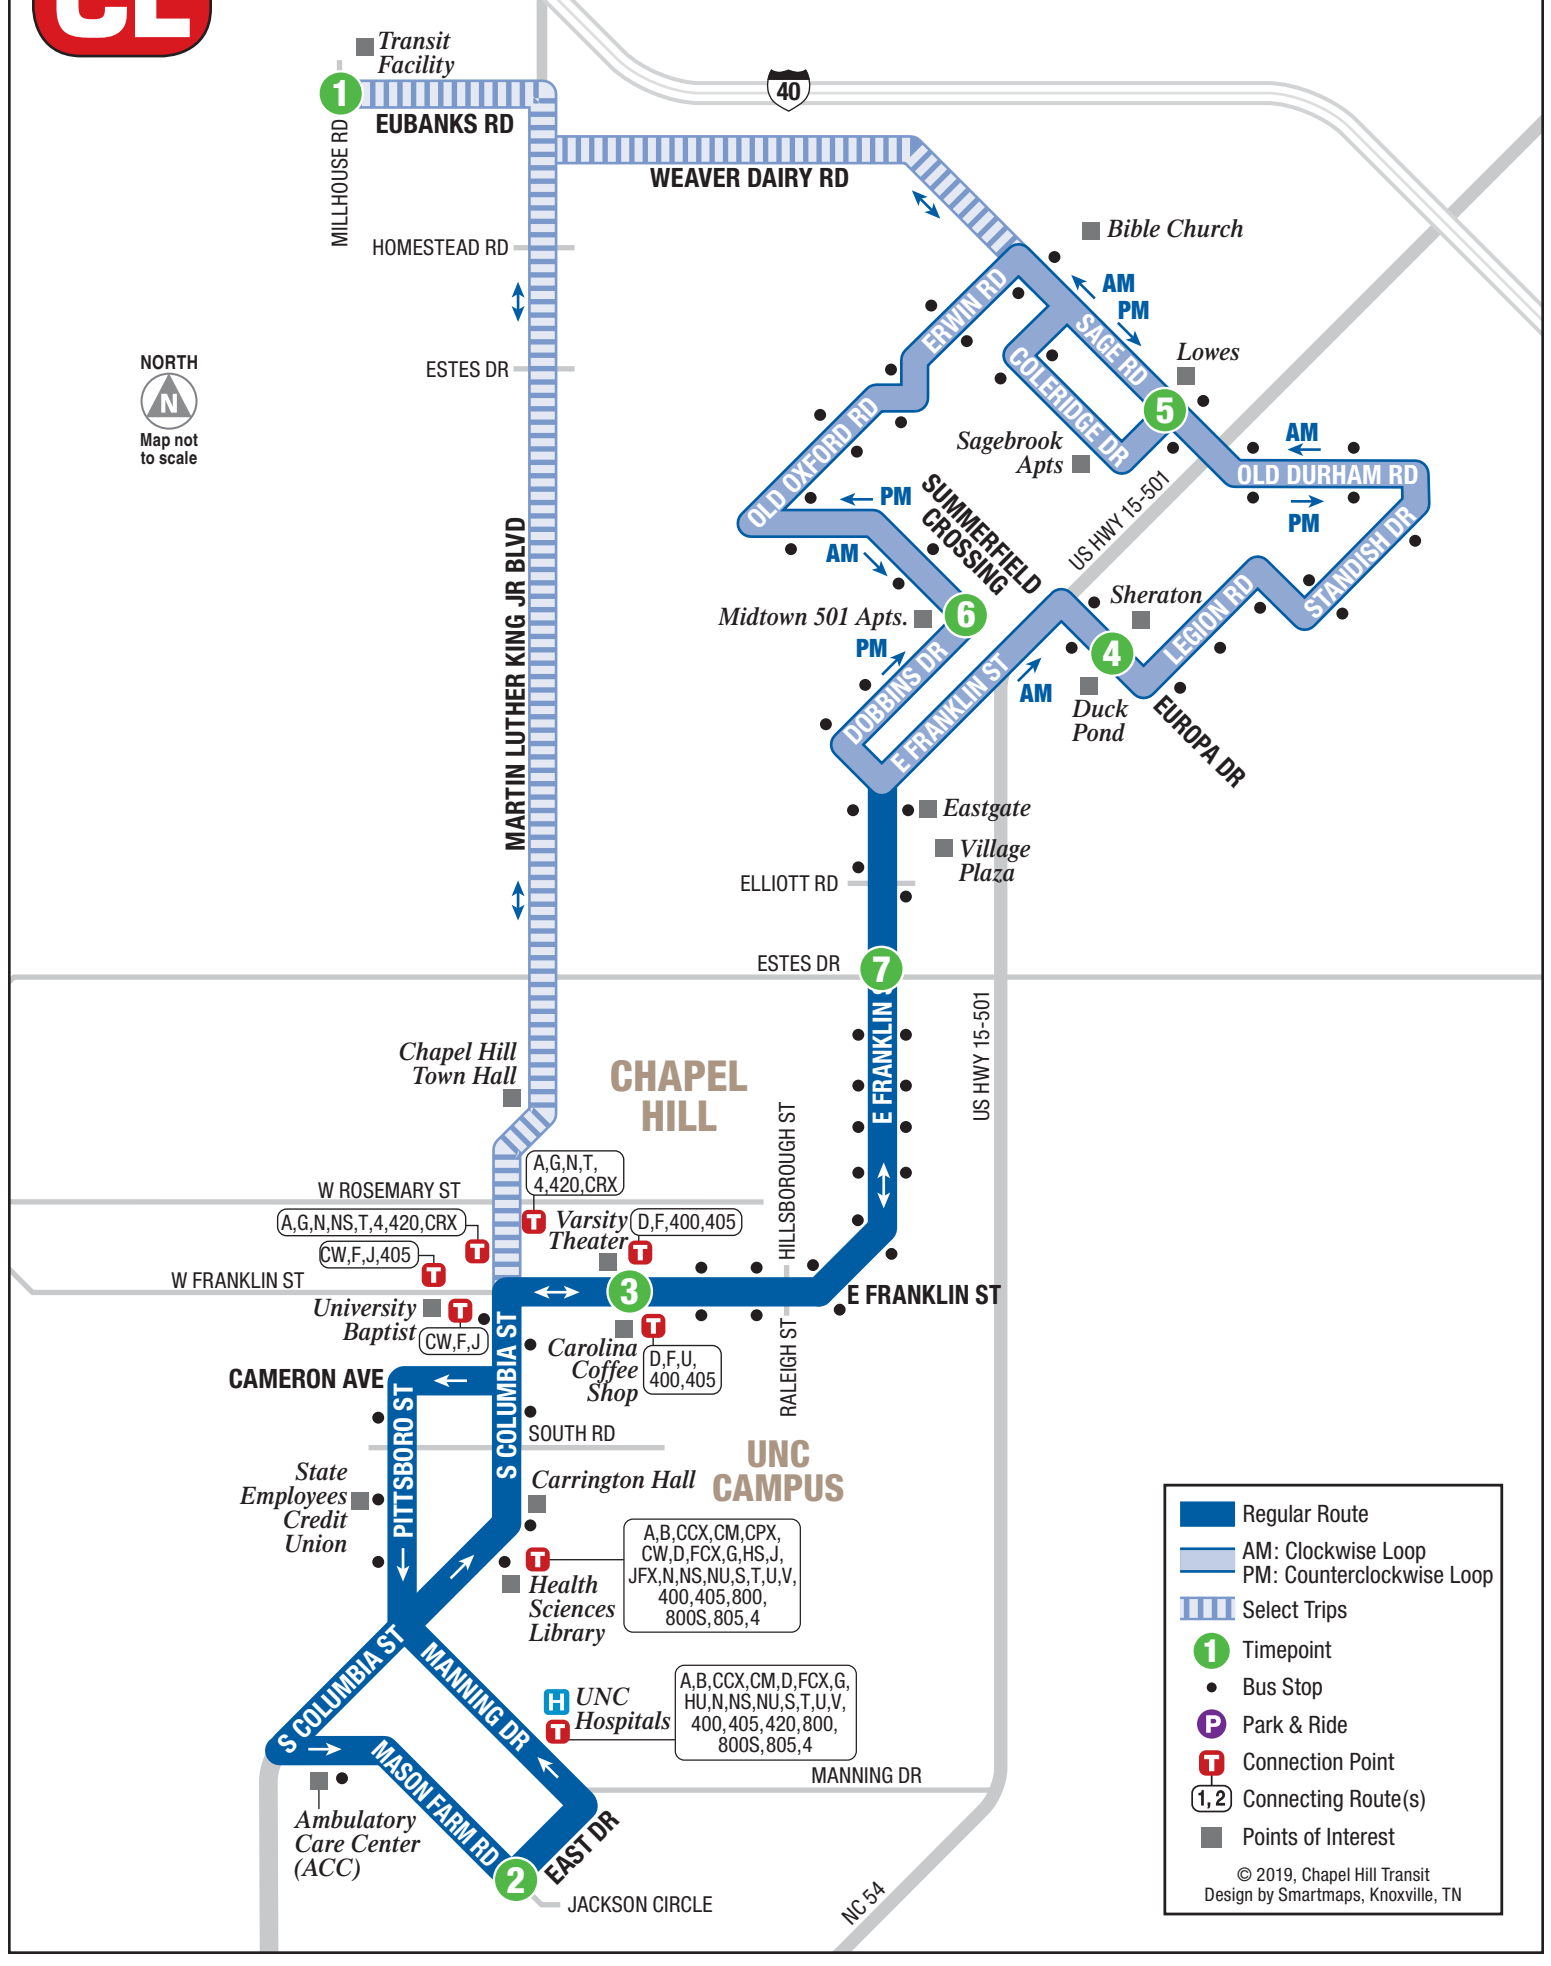 CL
Transit
Facility
1
EUBANKS RD
MILLHOUSE RD
40
WEAVER DAIRY RD
HOMESTEAD RD
Bible Church
AM
PM
ERWIN RD
SAGE RD
Lowes
COLERIDGE DR
5
ESTES DR
NORTH
N
Map not
to scale
OLD OXFORD RD
Sagebrook
Apts
AM
OLD DURHAM RD
PM
STANDISH DR
US HWY 15-501
SUMMERFIELD
CROSSING
PM
AM
MARTIN LUTHER KING JR BLVD
Midtown 501 Apts.
6
Sheraton
LEGION RD
4
PM
DOBBINS DR
E FRANKLIN ST
AM
Duck
Pond
EUROPA DR
Eastgate
Village
Plaza
ELLIOTT RD
ESTES DR
7
E FRANKLIN S
US HWY 15-501
Chapel Hill
Town Hall
CHAPEL
HILL
HILLSBOROUGH ST
A,G,N,T,
4,420,CRX
W ROSEMARY ST
A,G,N,NS,T,4,420,CRX
T
T
Varsity
Theater
D,F,400,405
T
CW,F,J,405
T
W FRANKLIN ST
3
E FRANKLIN ST
University
Baptist
T
CW,F,J
S COLUMBIA ST
Carolina
Coffee
Shop
T
D,F,U,
400,405
RALEIGH ST
CAMERON AVE
PITTSBORO ST
SOUTH RD
UNC
CAMPUS
State
Employees
Credit
Union
Carrington Hall
T
Health
Sciences
Library
A,B,CCX,CM,CPX,
CW,D,FCX,G,HS,J,
JFX,N,NS,NU,S,T,U,V,
400,405,800,
800S,805,4
S COLUMBIA ST
MANNING DR
H
UNC
Hospitals
T
A,B,CCX,CM,D,FCX,G,
HU,N,NS,NU,S,T,U,V,
400,405,420,800,
800S,805,4
MASON FARM RD
MANNING DR
Ambulatory
Care Center
(ACC)
EAST DR
2
JACKSON CIRCLE
NC 54
Regular Route
AM: Clockwise Loop
PM: Counterclockwise Loop
Select Trips
1 Timepoint
Bus Stop
P Park & Ride
T Connection Point
1,2 Connecting Route(s)
Points of Interest
© 2019, Chapel Hill Transit
Design by Smartmaps, Knoxville, TN